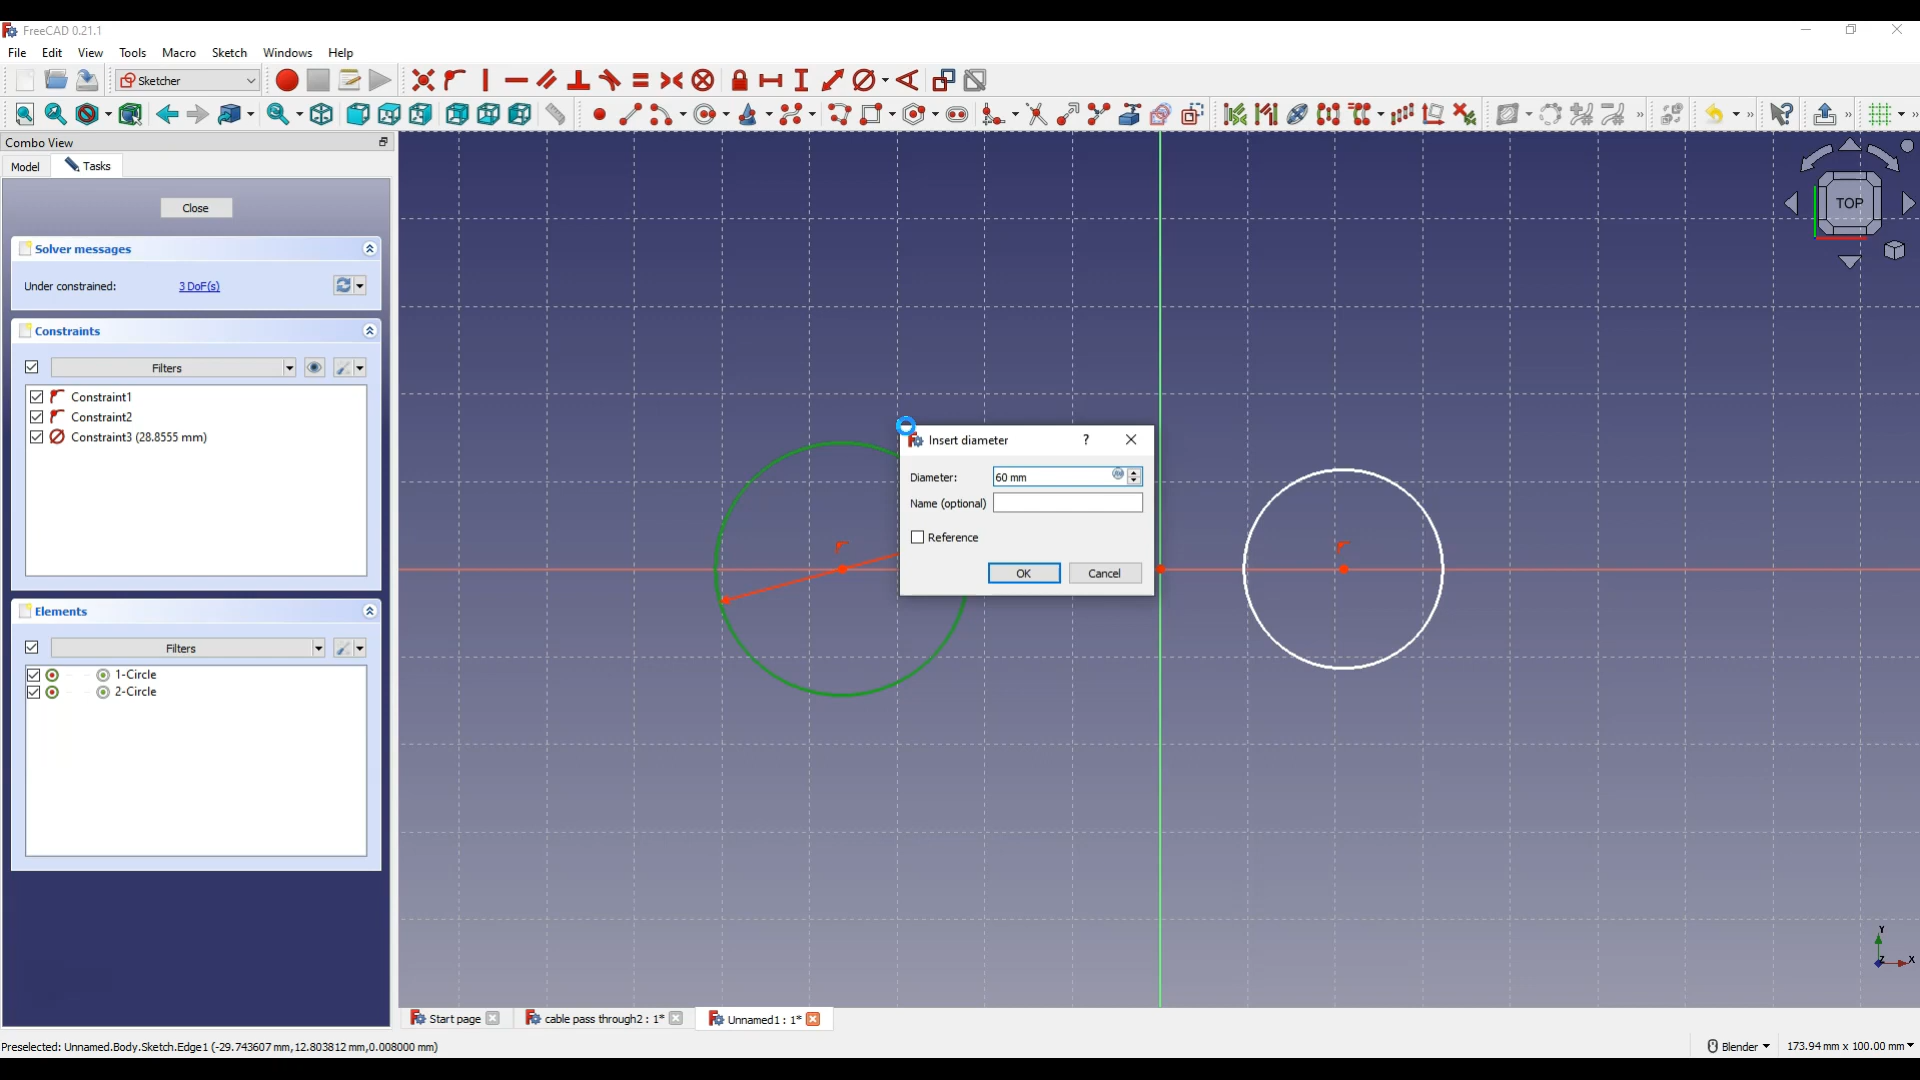 FreeCAD 0.21.1
File Edit View Tools Macro Sketch Windows Help
Sketcher
Combo View
Model Tasks
TOP
Close
Solver messages
Under constrained: 3 DoF(s)
Constraints
Filters
Constraint1
Constraint2
Constraint3 (28.8555 mm)
Insert diameter ?
Diameter: 60 mm
Name (optional)
Reference
OK Cancel
Elements
Filters
1-Circle
2-Circle
Y
Z X
Start page cable pass through2 : 1* Unnamed1 : 1*
Preselected: Unnamed.Body.Sketch.Edge1 (-29.743607 mm,12.803812 mm,0.008000 mm) Blender 173.94 mm x 100.00 mm